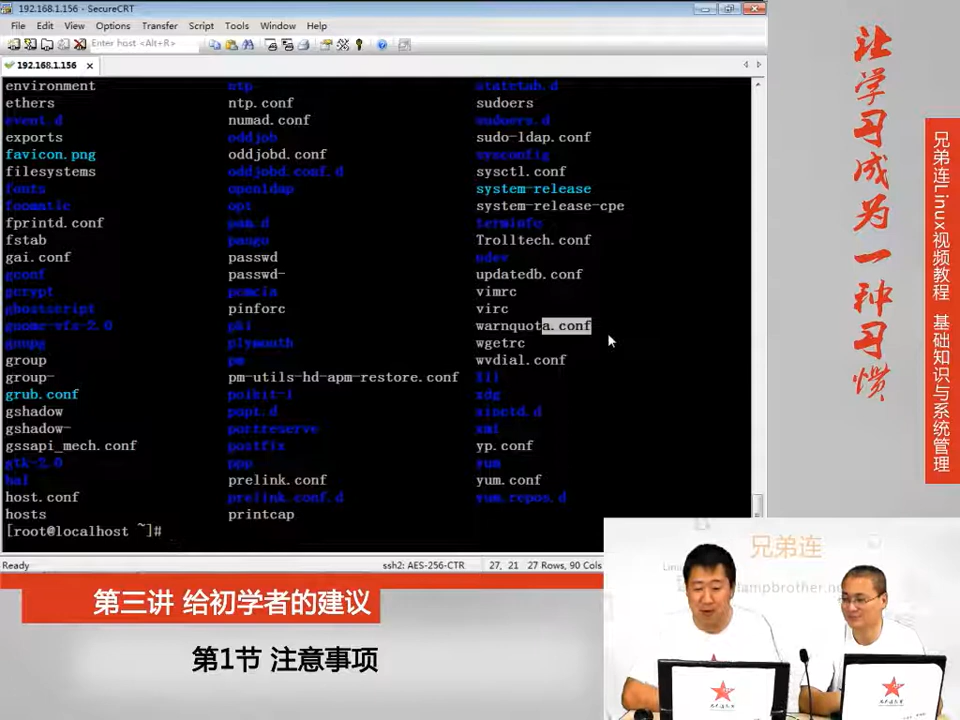 192.168.1.156 - SecureCRT
File Edit View Options Transfer Script Tools Window Help
Enter host <Alt+R>
192.168.1.156
environment ntp statetab.d
ethers ntp.conf sudoers
event.d numad.conf sudoers.d
exports oddjob sudo-ldap.conf
favicon.png oddjobd.conf sysconfig
filesystems oddjobd.conf.d sysctl.conf
fonts openldap system-release
foomatic opt system-release-cpe
fprintd.conf pam.d terminfo
fstab pango Trolltech.conf
gai.conf passwd udev
gconf passwd- updatedb.conf
gcrypt pcmcia vimrc
ghostscript pinforc virc
gnome-vfs-2.0 pki warnquota.conf
gnupg plymouth wgetrc
group pm wvdial.conf
group- pm-utils-hd-apm-restore.conf X11
grub.conf polkit-1 xdg
gshadow popt.d xinetd.d
gshadow- portreserve xml
gssapi_mech.conf postfix yp.conf
gtk-2.0 ppp yum
hal prelink.conf yum.conf
host.conf prelink.conf.d yum.repos.d
hosts printcap
[root@localhost ~]#
Ready ssh2: AES-256-CTR 27, 21 27 Rows, 90 Cols
让学习成为一种习惯
兄弟连Linux视频教程 基础知识与系统管理
兄弟连
lampbrother.ne
第三讲 给初学者的建议
第1节 注意事项